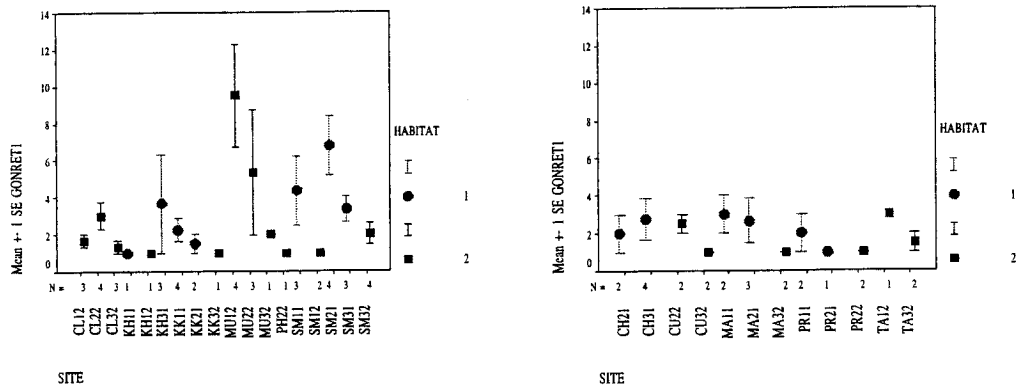 14
12
10
8
6
4
2
0
Mean +- 1 SE GONRET1
N = 3 4 3 1 1 3 4 2 1 4 3 1 1 3 2 4 3 4
CL12 CL22 CL32 KH11 KH12 KH31 KK11 KK21 KK32 MU12 MU22 MU32 PH22 SM11 SM12 SM21 SM31 SM32
SITE
HABITAT
1
2
14
12
10
8
6
4
2
0
Mean +- 1 SE GONRET1
N = 2 4 2 2 2 3 2 2 1 2 1 2
CH21 CH31 CU22 CU32 MA11 MA21 MA32 PR11 PR21 PR22 TA12 TA32
SITE
HABITAT
1
2